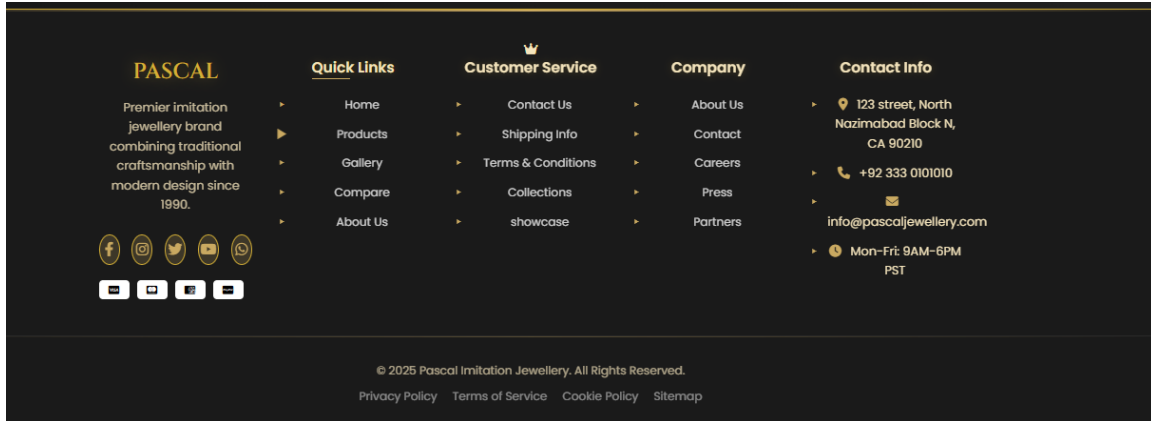 PASCAL
Premier imitation
jewellery brand
combining traditional
craftsmanship with
modern design since
1990.
Quick Links
Home
Products
Gallery
Compare
About Us
Customer Service
Contact Us
Shipping Info
Terms & Conditions
Collections
showcase
Company
About Us
Contact
Careers
Press
Partners
Contact Info
123 street, North
Nazimabad Block N,
CA 90210
+92 333 0101010
info@pascaljewellery.com
Mon-Fri: 9AM-6PM
PST
© 2025 Pascal Imitation Jewellery. All Rights Reserved.
Privacy Policy Terms of Service Cookie Policy Sitemap